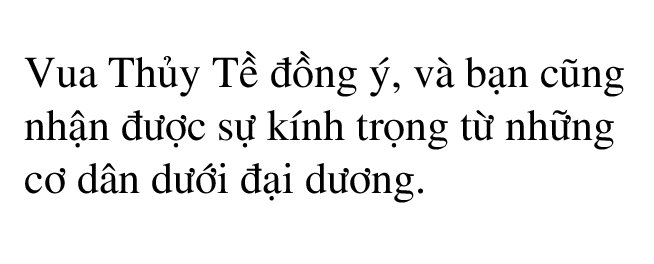 Vua Thủy Tề đồng ý, và bạn cũng
nhận được sự kính trọng từ những
cơ dân dưới đại dương.